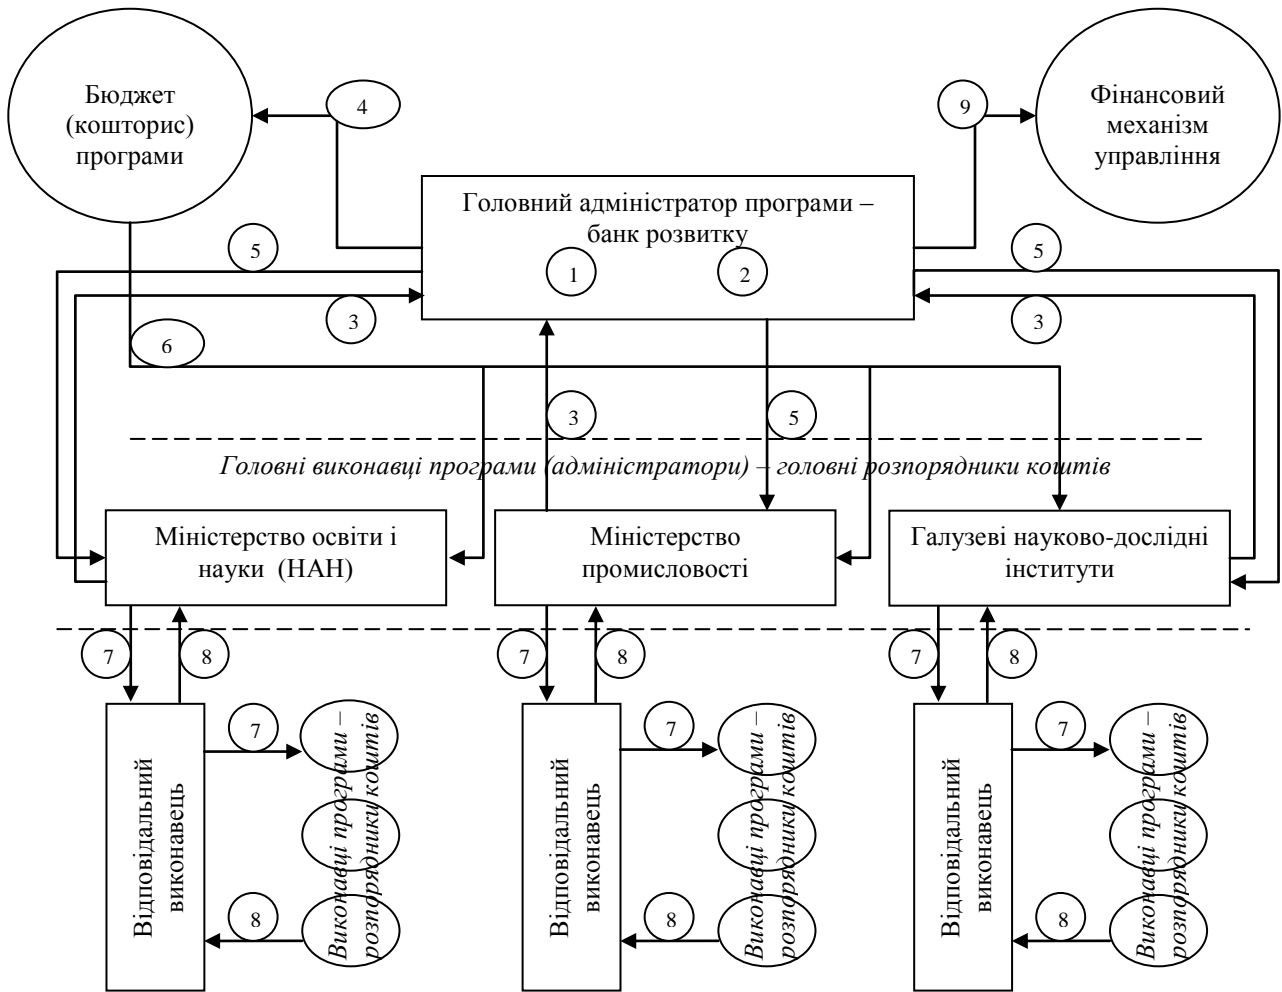 Бюджет
(кошторис)
програми
4
9
Фінансовий
механізм
управління
Головний адміністратор програми –
банк розвитку
5
1
2
5
3
3
6
3
5
Головні виконавці програми (адміністратори) – головні розпорядники коштів
Міністерство освіти і
науки (НАН)
Міністерство
промисловості
Галузеві науково-дослідні
інститути
7
8
7
8
7
8
Відповідальний
виконавець
7
8
Виконавці програми –
розпорядники коштів
Відповідальний
виконавець
7
8
Виконавці програми –
розпорядники коштів
Відповідальний
виконавець
7
8
Виконавці програми –
розпорядники коштів